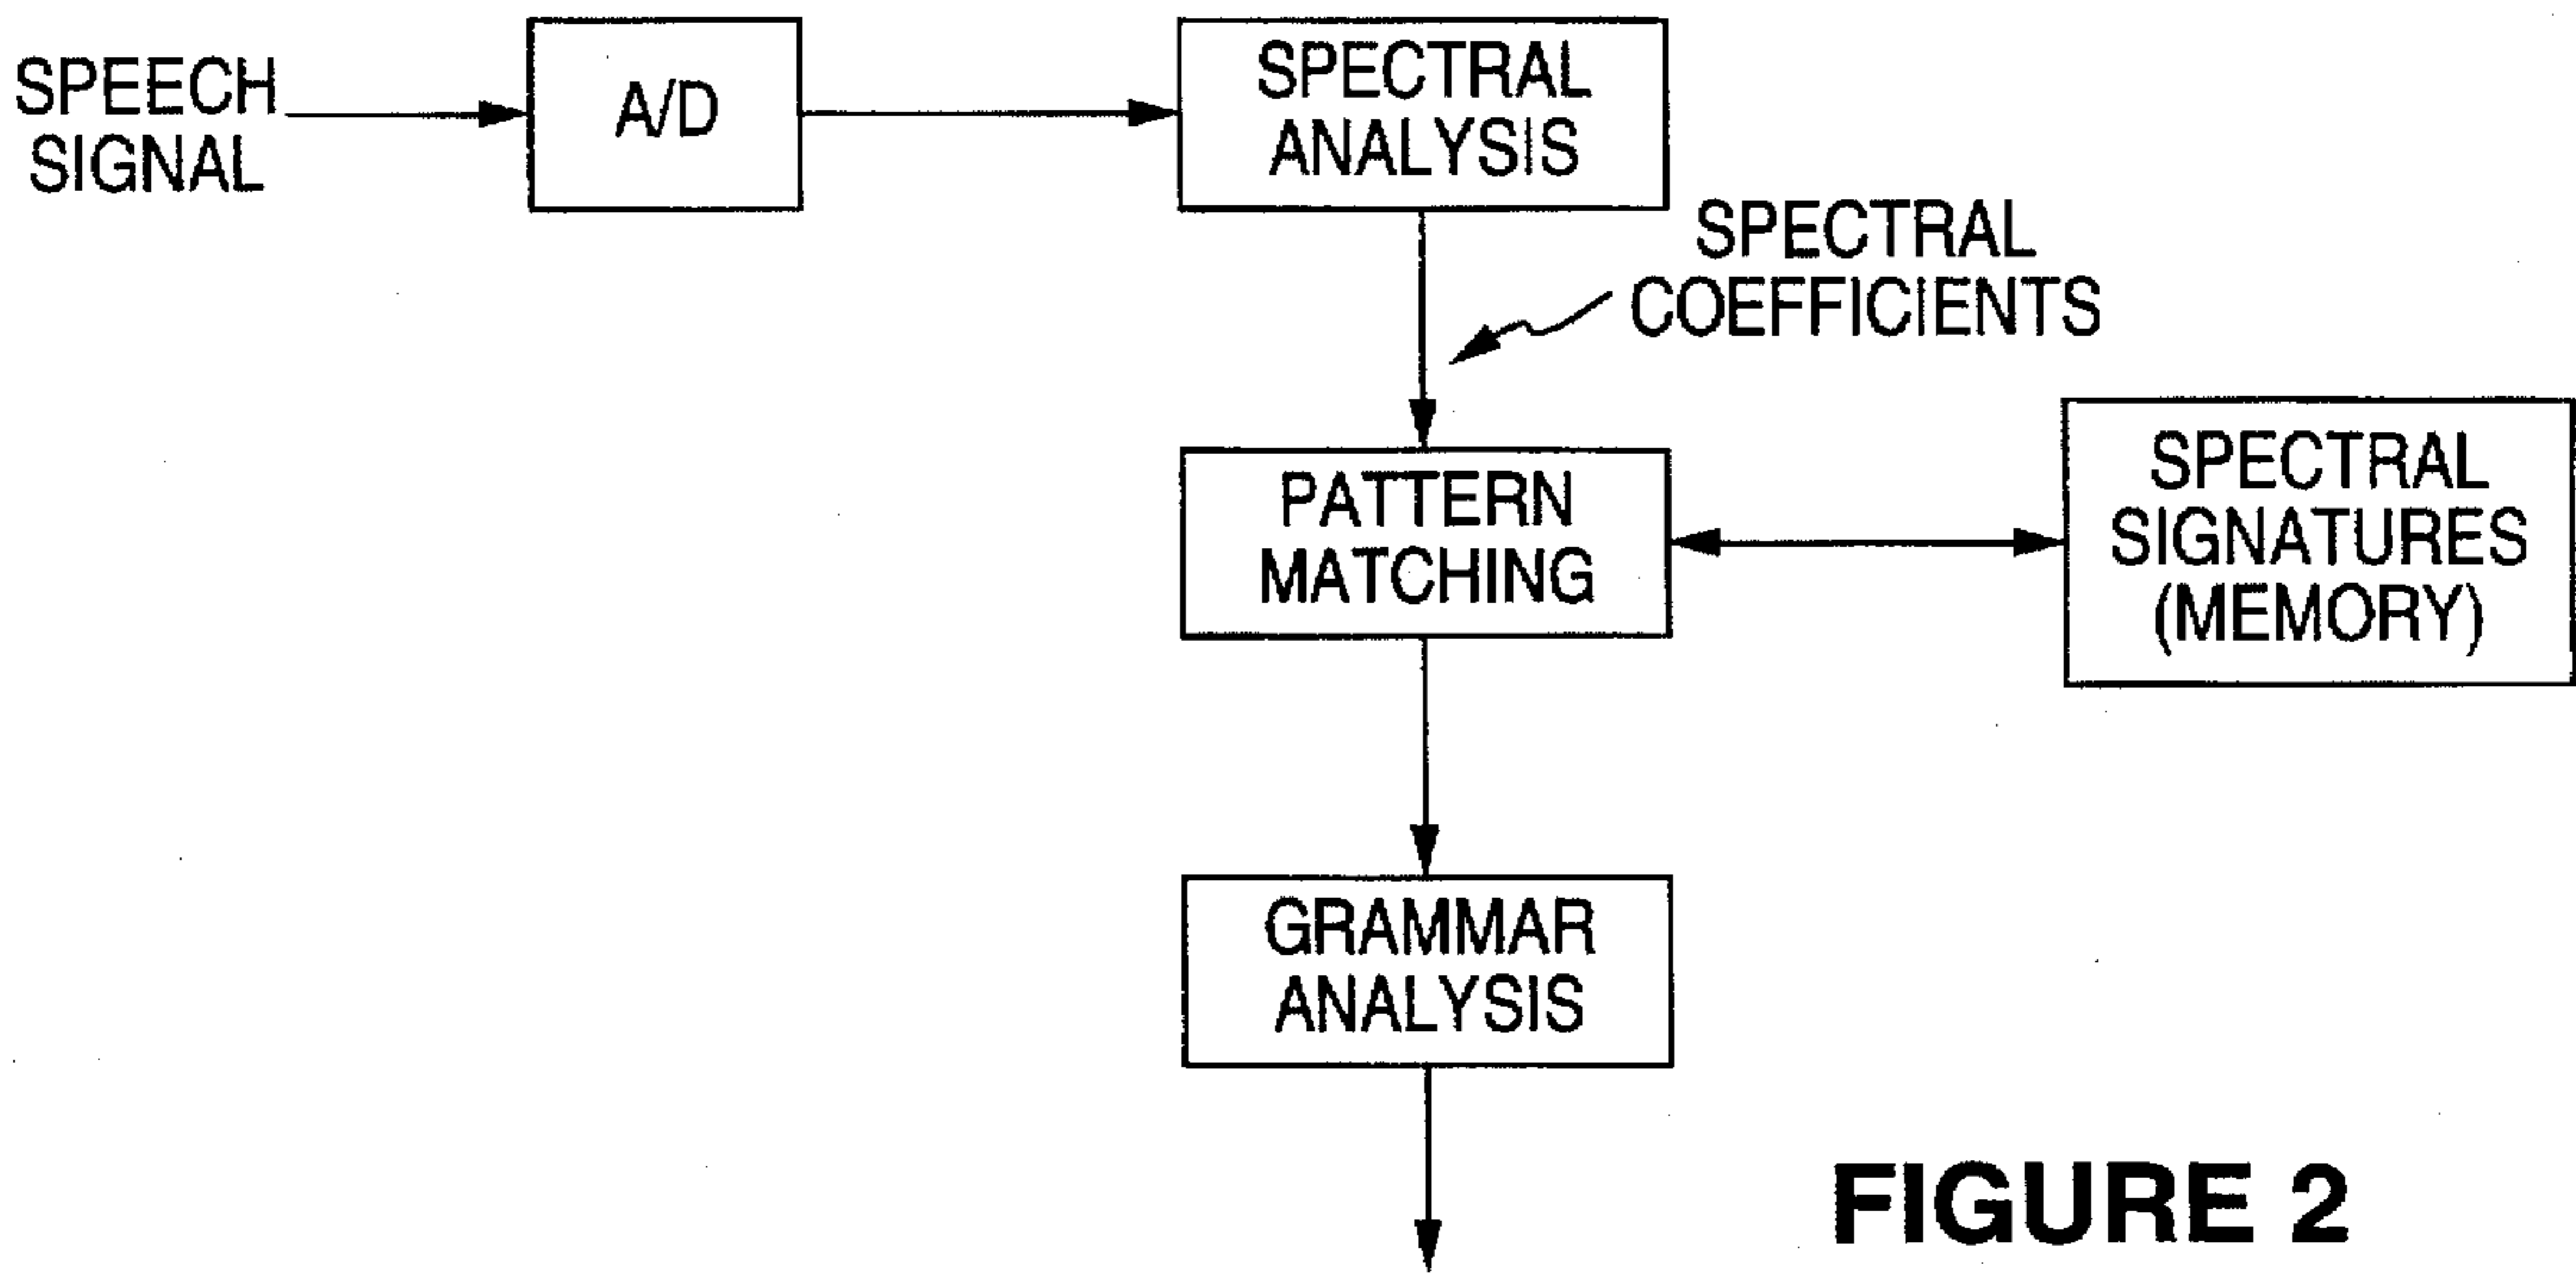 SPEECH
SIGNAL
A/D
SPECTRAL
ANALYSIS
SPECTRAL
COEFFICIENTS
PATTERN
MATCHING
SPECTRAL
SIGNATURES
(MEMORY)
GRAMMAR
ANALYSIS
FIGURE 2